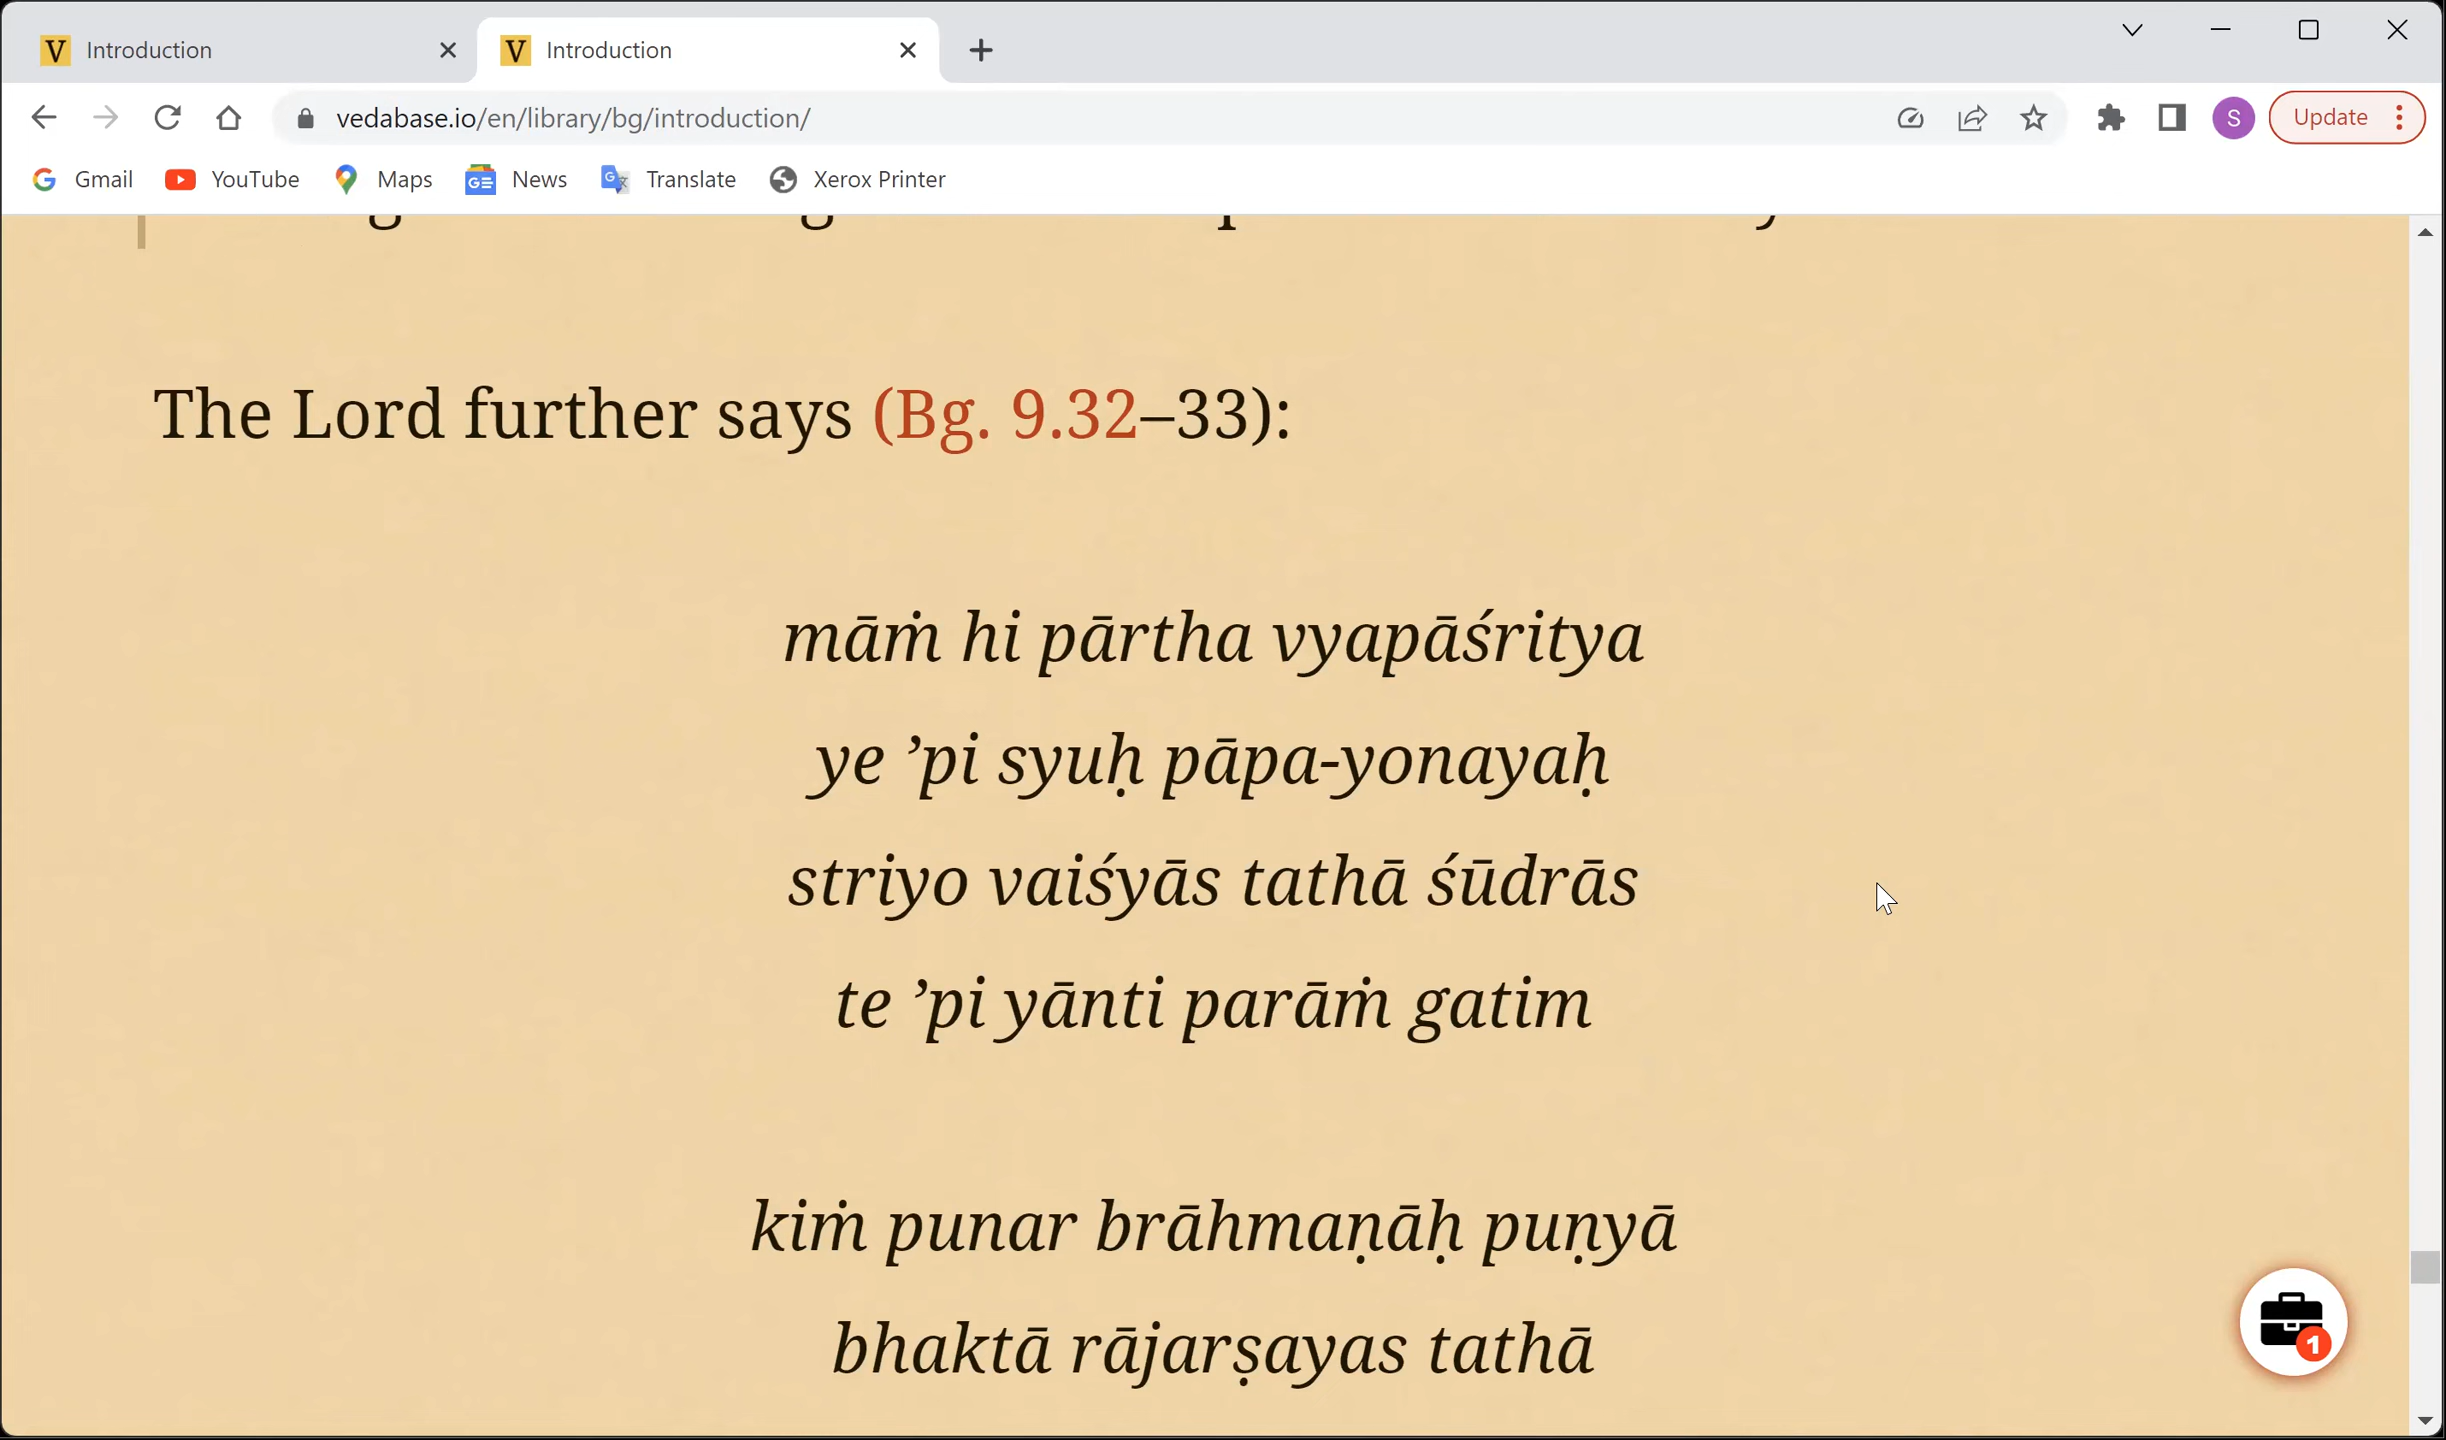 Introduction
Introduction
vedabase.io/en/library/bg/introduction/
S
Update
Gmail
YouTube
Maps
News
Translate
Xerox Printer
The Lord further says (Bg. 9.32–33):
māṁ hi pārtha vyapāśritya
ye ’pi syuḥ pāpa-yonayaḥ
striyo vaiśyās tathā śūdrās
te ’pi yānti parāṁ gatim
kiṁ punar brāhmaṇāḥ puṇyā
bhaktā rājarṣayas tathā
1